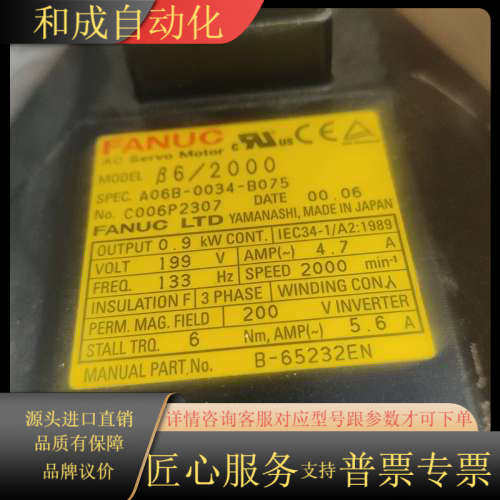 和成自动化
FANUC c RU us CE
AC Servo Motor
MODEL β6/2000
SPEC. A06B-0034-B075
No. C006P2307 DATE 00.06
FANUC LTD YAMANASHI, MADE IN JAPAN
OUTPUT 0.9 kW CONT. IEC34-1/A2:1989
VOLT 199 V AMP(~) 4.7 A
FREQ. 133 Hz SPEED 2000 min⁻¹
INSULATION F 3 PHASE WINDING CON.⅄
PERM. MAG. FIELD 200 V INVERTER
STALL TRQ. 6 Nm, AMP(~) 5.6 A
MANUAL PART No. B-65232EN
源头进口直销
品质有保障
品牌议价
详情咨询客服对应型号跟参数才可下单
匠心服务支持普票专票